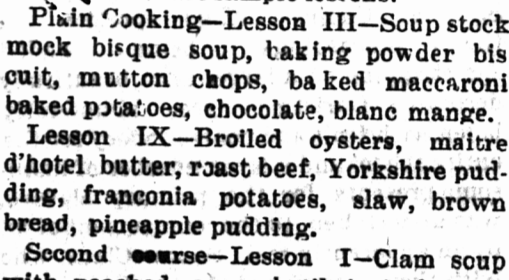 Plain Cooking—Lesson III—Soup stock
mock bisque soup, baking powder bis
cuit, mutton chops, baked maccaroni
baked potatoes, chocolate, blanc mange.
Lesson IX—Broiled oysters, maitre
d'hotel butter, roast beef, Yorkshire pud-
ding, franconia potatoes, slaw, brown
bread, pineapple pudding.
Second course—Lesson I—Clam soup